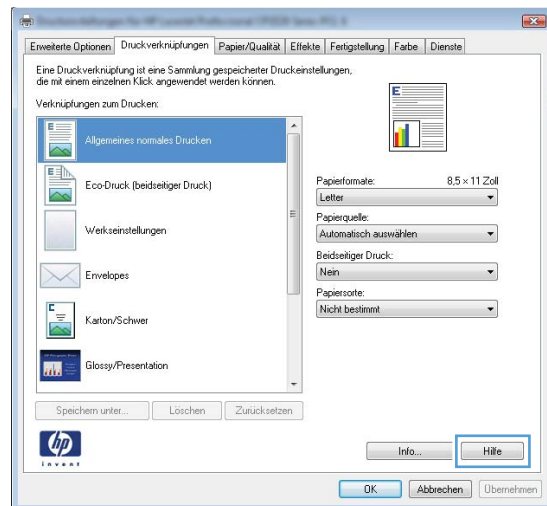 Erweiterte Optionen Druckverknüpfungen Papier/Qualität Effekte Fertigstellung Farbe Dienste
Eine Druckverknüpfung ist eine Sammlung gespeicherter Druckeinstellungen,
die mit einem einzelnen Klick angewendet werden können.
Verknüpfungen zum Drucken:
Allgemeines normales Drucken
Eco-Druck (beidseitiger Druck)
Werkseinstellungen
Envelopes
Karton/Schwer
Glossy/Presentation
Speichern unter... Löschen Zurücksetzen
E
Papierformate: 8,5 × 11 Zoll
Letter
Papierquelle:
Automatisch auswählen
Beidseitiger Druck:
Nein
Papiersorte:
Nicht bestimmt
hp
invent
Info... Hilfe
OK Abbrechen Übernehmen